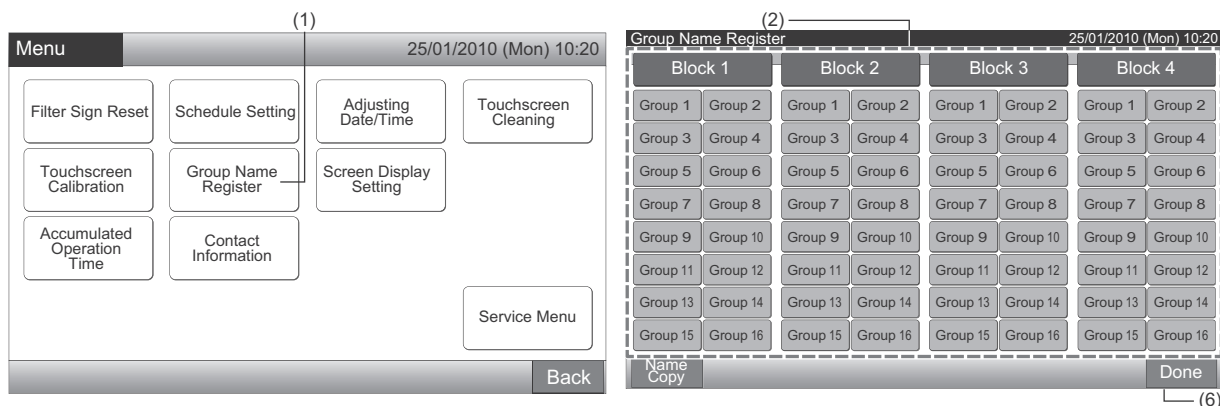 (1)
Menu
25/01/2010 (Mon) 10:20
Filter Sign Reset
Schedule Setting
Adjusting
Date/Time
Touchscreen
Cleaning
Touchscreen
Calibration
Group Name
Register
Screen Display
Setting
Accumulated
Operation
Time
Contact
Information
Service Menu
Back
(2)
Group Name Register 25/01/2010 (Mon) 10:20
Block 1 Block 2 Block 3 Block 4
Group 1 Group 2 Group 1 Group 2 Group 1 Group 2 Group 1 Group 2
Group 3 Group 4 Group 3 Group 4 Group 3 Group 4 Group 3 Group 4
Group 5 Group 6 Group 5 Group 6 Group 5 Group 6 Group 5 Group 6
Group 7 Group 8 Group 7 Group 8 Group 7 Group 8 Group 7 Group 8
Group 9 Group 10 Group 9 Group 10 Group 9 Group 10 Group 9 Group 10
Group 11 Group 12 Group 11 Group 12 Group 11 Group 12 Group 11 Group 12
Group 13 Group 14 Group 13 Group 14 Group 13 Group 14 Group 13 Group 14
Group 15 Group 16 Group 15 Group 16 Group 15 Group 16 Group 15 Group 16
Name
Copy
Done
(6)